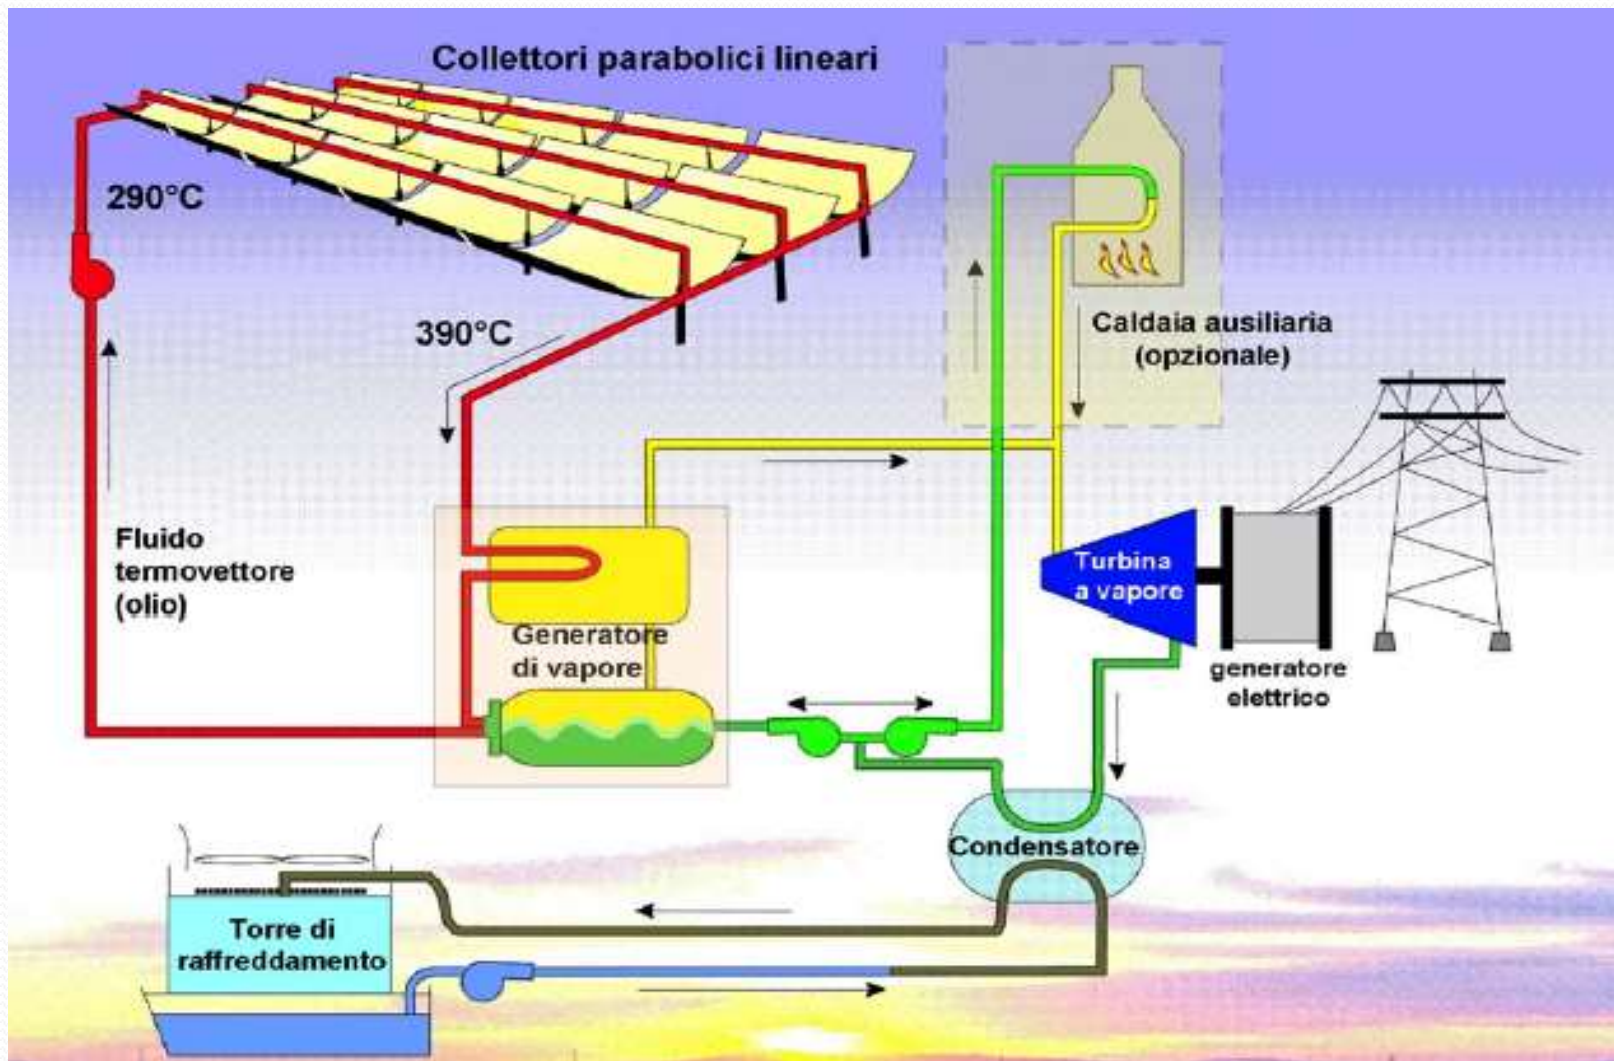 Collettori parabolici lineari
290°C
390°C
Caldaia ausiliaria
(opzionale)
Fluido
termovettore
(olio)
Turbina
a vapore
Generatore
di vapore
generatore
elettrico
Condensatore
Torre di
raffreddamento